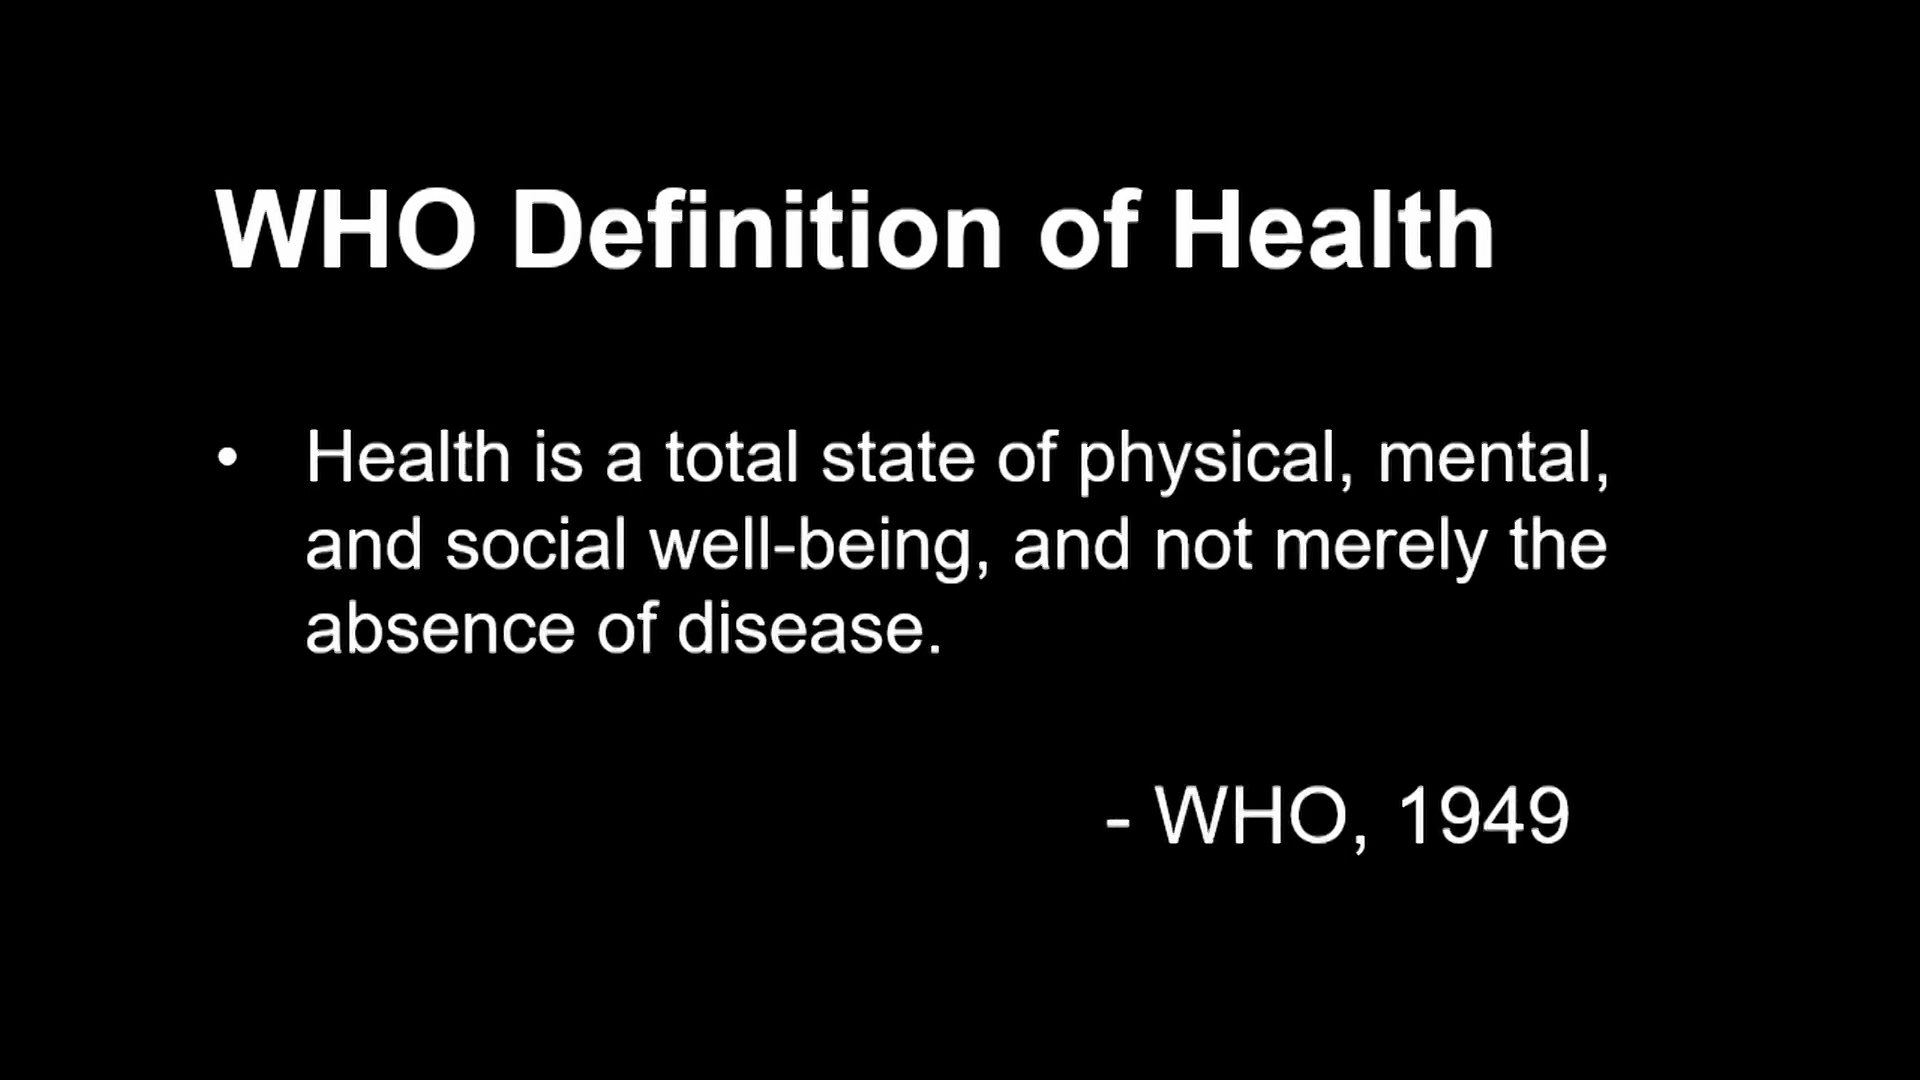 WHO Definition of Health
• Health is a total state of physical, mental,
and social well-being, and not merely the
absence of disease.
- WHO, 1949